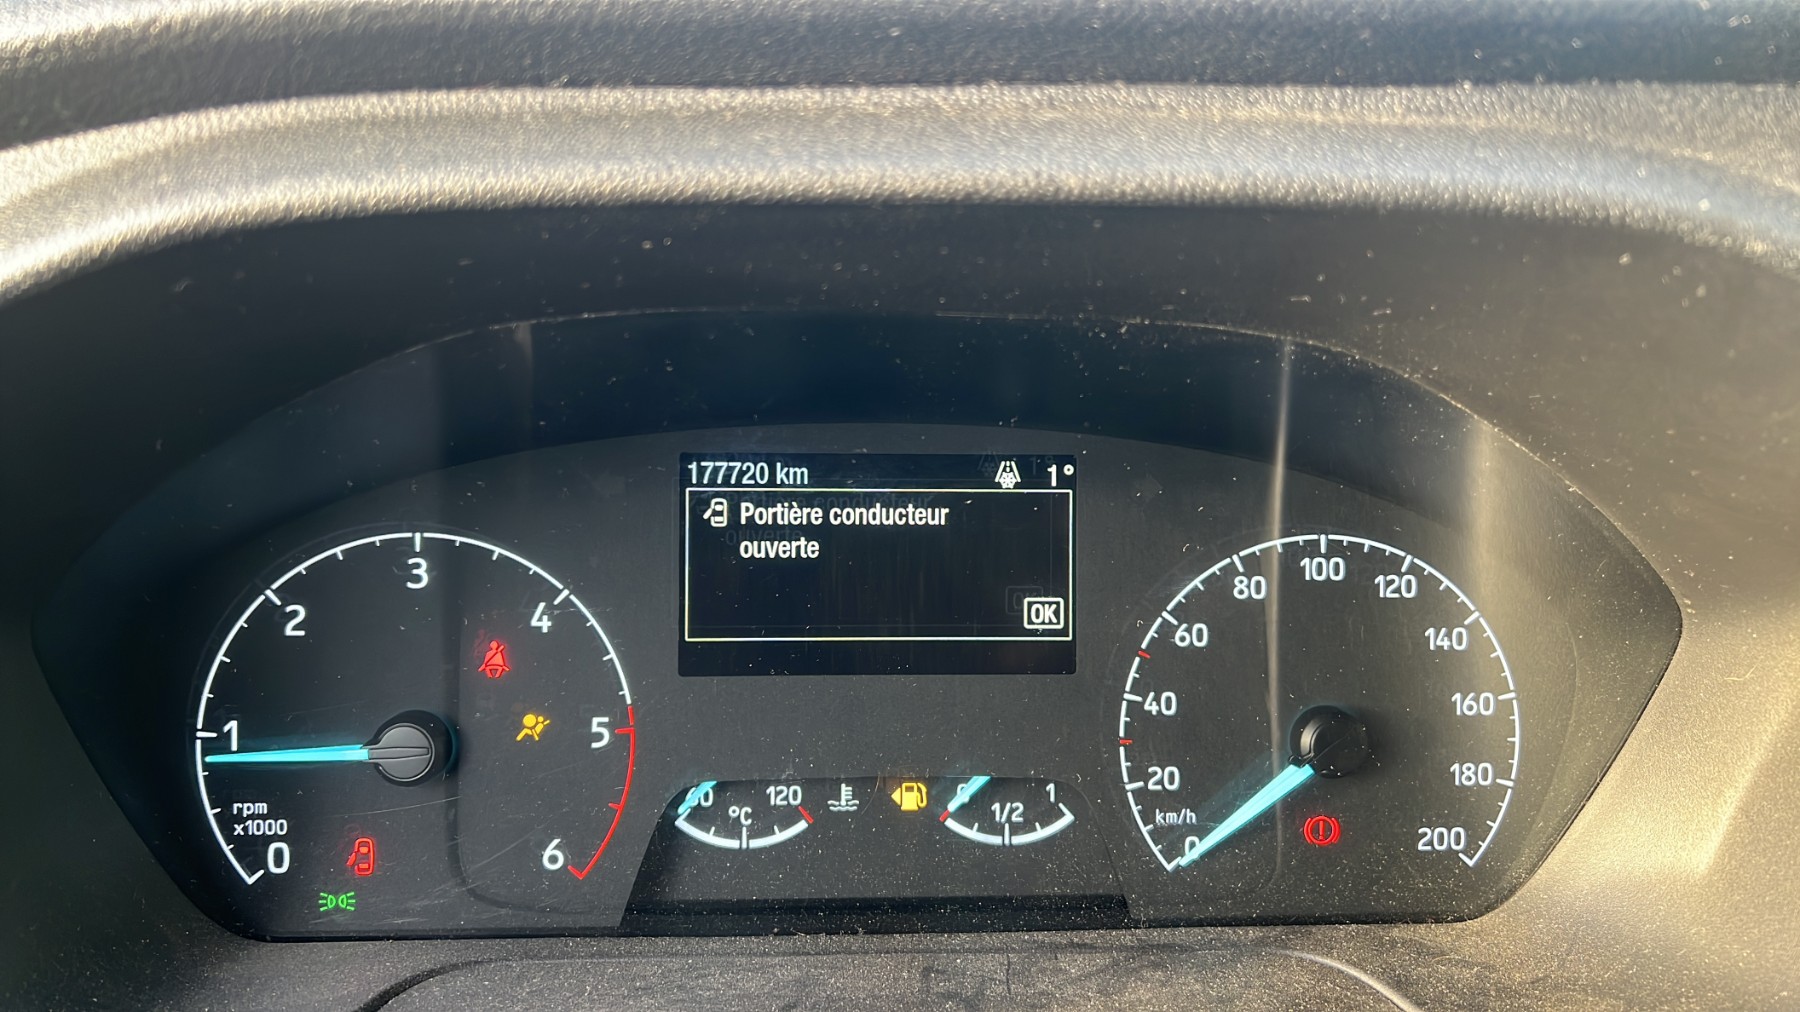 177720 km 1°
Portière conducteur
ouverte
OK
0 1 2 3 4 5 6
rpm
x1000
120
°C
0 1/2 1
0 20 40 60 80 100 120 140 160 180 200
km/h